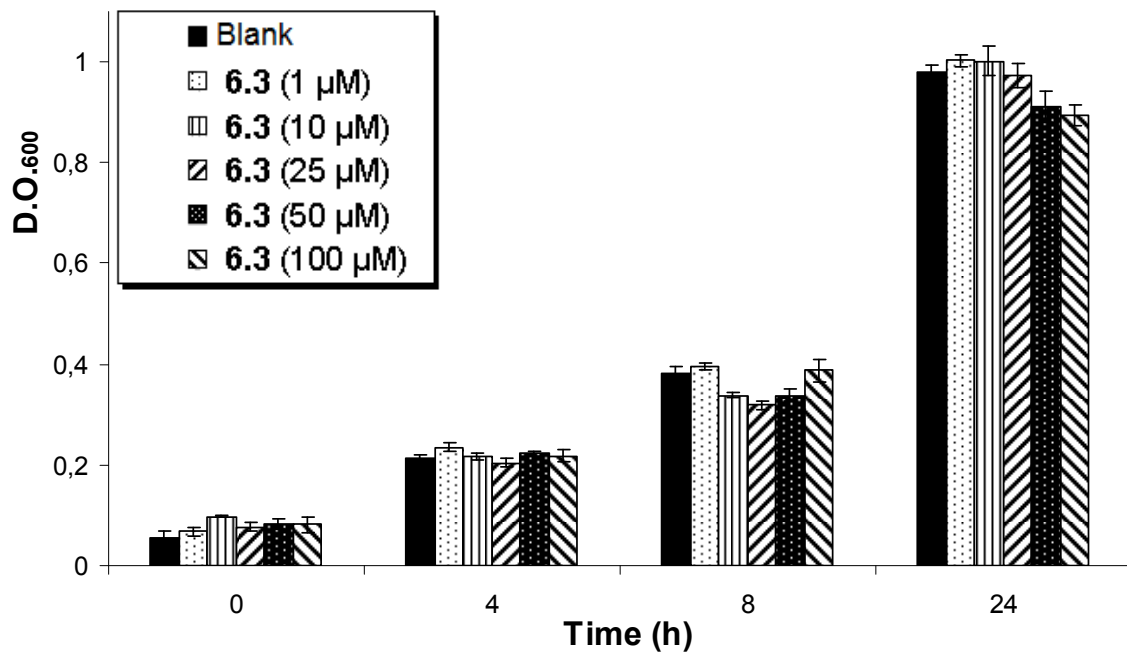 Blank
6.3 (1 µM)
6.3 (10 µM)
6.3 (25 µM)
6.3 (50 µM)
6.3 (100 µM)
D.O.600
1
0,8
0,6
0,4
0,2
0
0 4 8 24
Time (h)